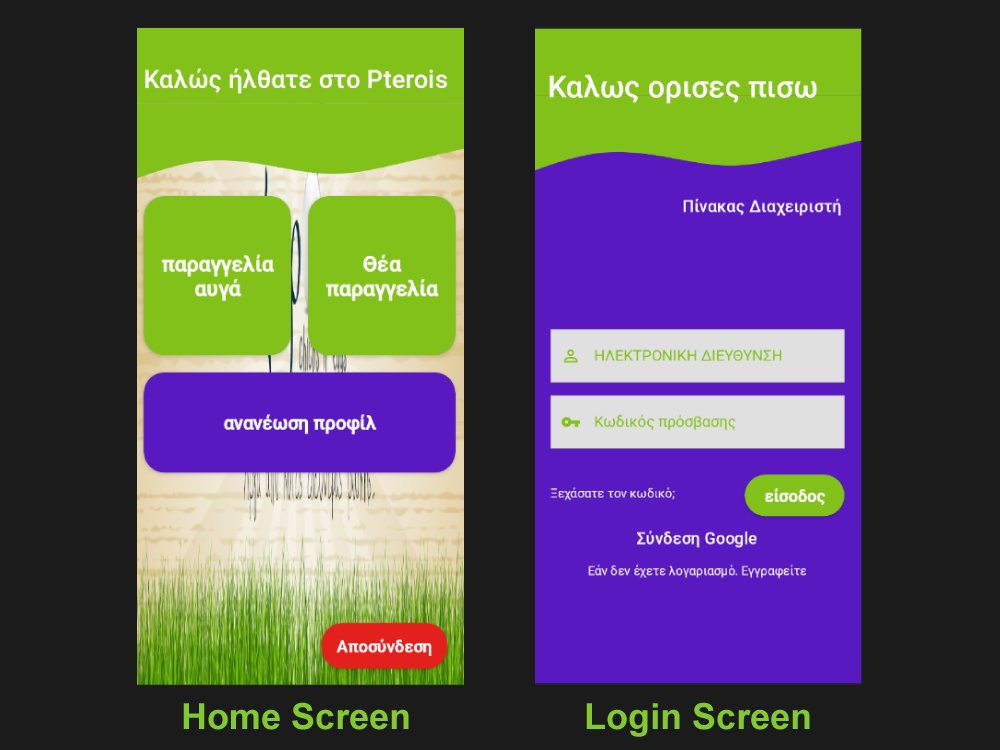 Καλώς ήλθατε στο Pterois
παραγγελία
αυγά
Θέα
παραγγελία
ανανέωση προφίλ
Αποσύνδεση
Home Screen
Καλως ορισες πισω
Πίνακας Διαχειριστή
ΗΛΕΚΤΡΟΝΙΚΗ ΔΙΕΥΘΥΝΣΗ
Κωδικός πρόσβασης
Ξεχάσατε τον κωδικό;
είσοδος
Σύνδεση Google
Εάν δεν έχετε λογαριασμό. Εγγραφείτε
Login Screen